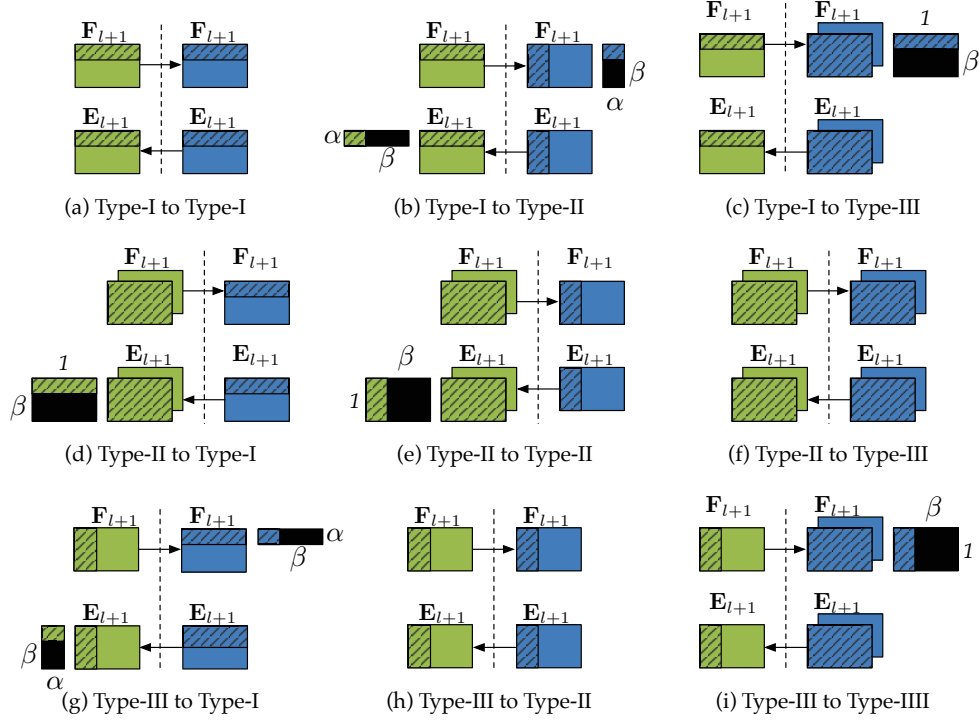 F_{l+1} F_{l+1}
E_{l+1} E_{l+1}
(a) Type-I to Type-I
F_{l+1} F_{l+1}
β
α
E_{l+1} E_{l+1}
α
β
(b) Type-I to Type-II
F_{l+1} F_{l+1} 1
β
E_{l+1} E_{l+1}
(c) Type-I to Type-III
F_{l+1} F_{l+1}
1 E_{l+1} E_{l+1}
β
(d) Type-II to Type-I
F_{l+1} F_{l+1}
β E_{l+1} E_{l+1}
1
(e) Type-II to Type-II
F_{l+1} F_{l+1}
E_{l+1} E_{l+1}
(f) Type-II to Type-III
F_{l+1} F_{l+1}
α
β
E_{l+1} E_{l+1}
β
α
(g) Type-III to Type-I
F_{l+1} F_{l+1}
E_{l+1} E_{l+1}
(h) Type-III to Type-II
F_{l+1} F_{l+1} β
1
E_{l+1} E_{l+1}
(i) Type-III to Type-IIII